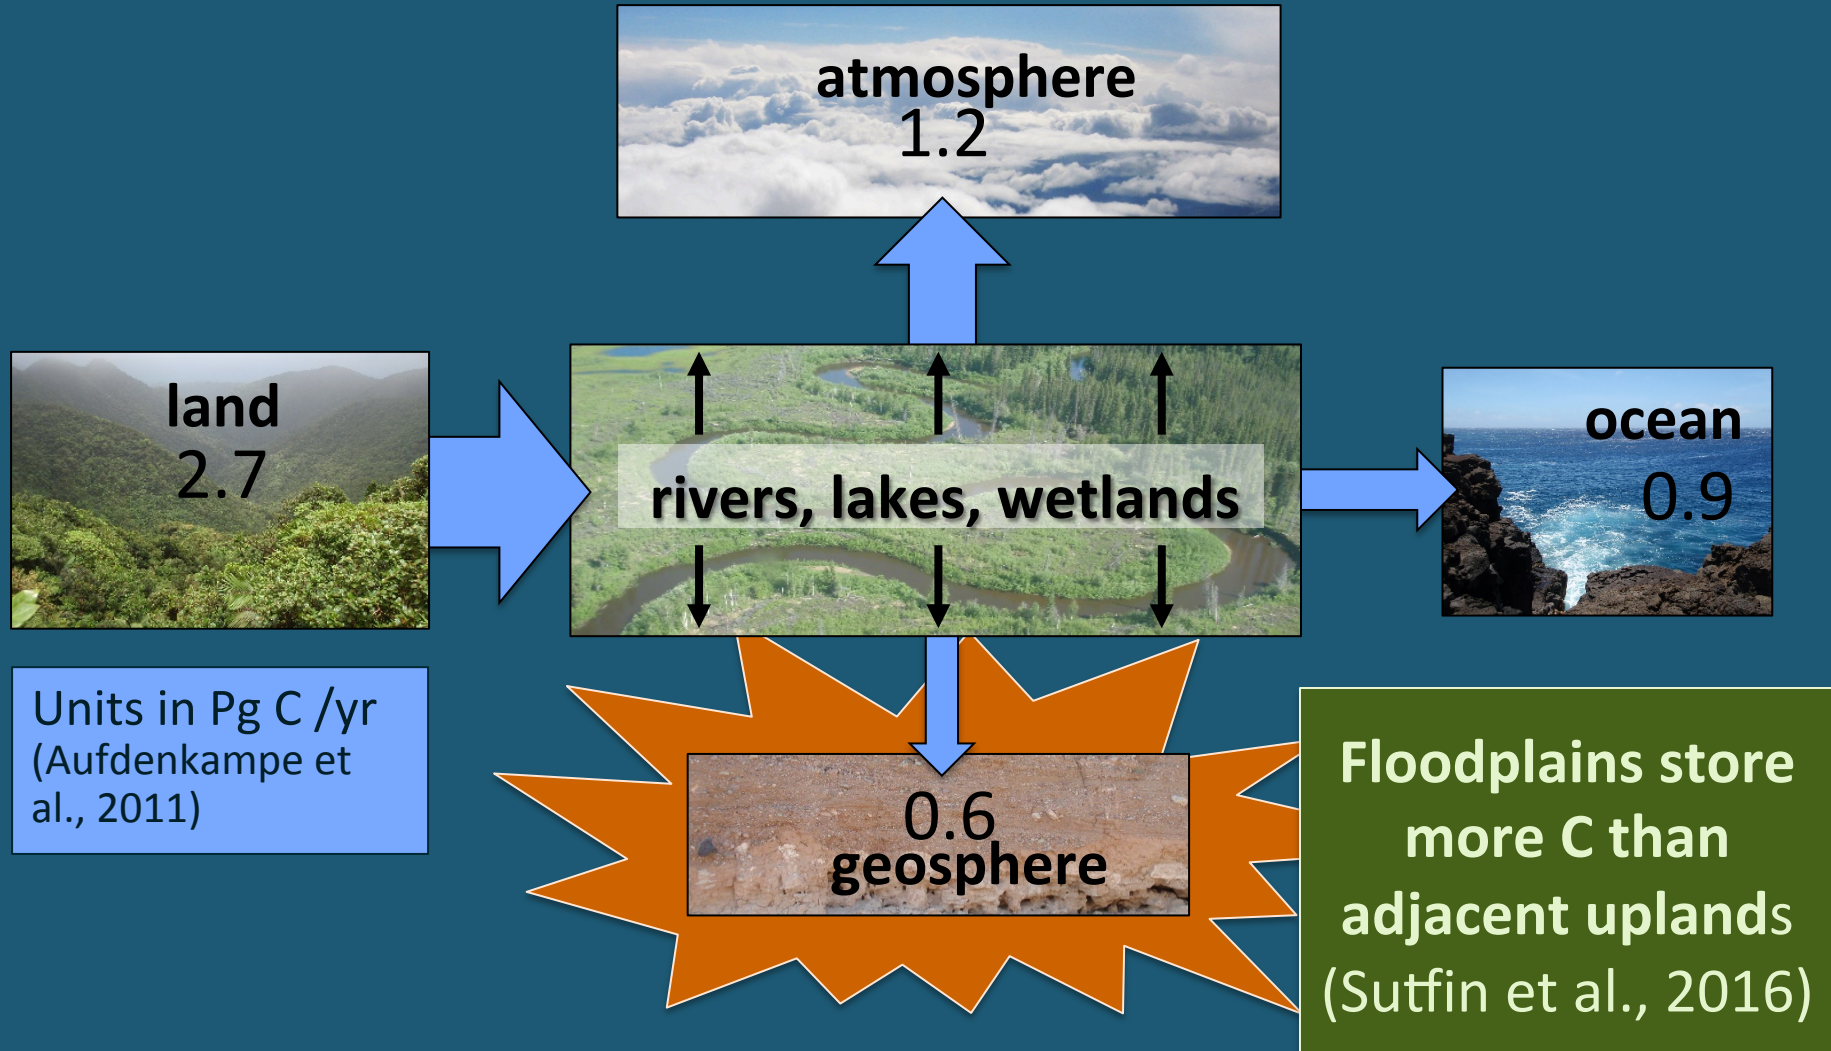 atmosphere
1.2
land
2.7
rivers, lakes, wetlands
ocean
0.9
Units in Pg C /yr
(Aufdenkampe et
al., 2011)
0.6
geosphere
Floodplains store
more C than
adjacent uplands
(Sutfin et al., 2016)